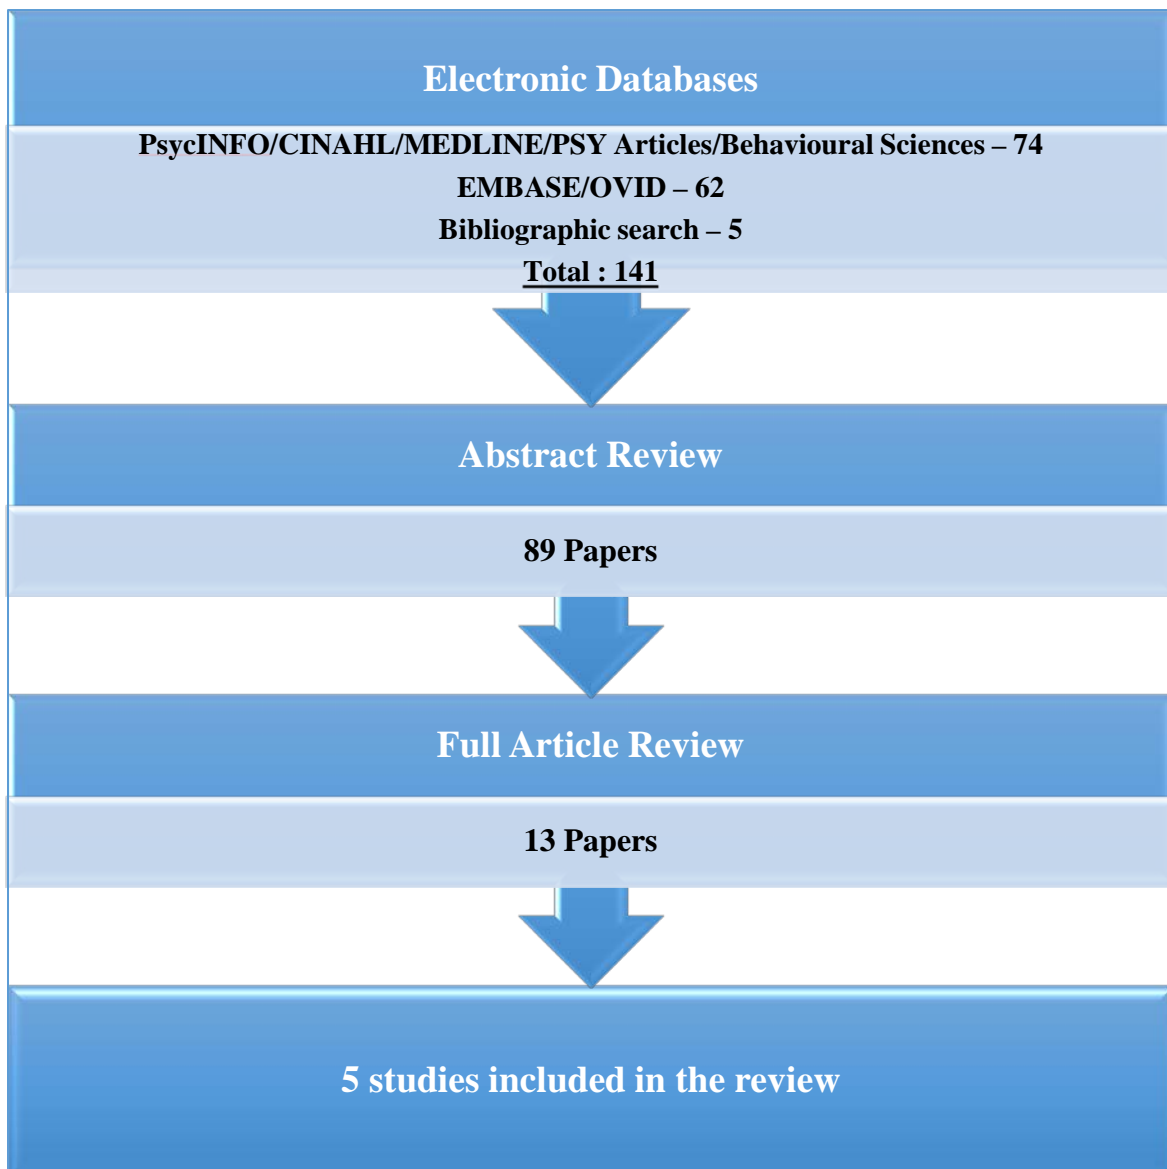 Electronic Databases
PsycINFO/CINAHL/MEDLINE/PSY Articles/Behavioural Sciences – 74
EMBASE/OVID – 62
Bibliographic search – 5
Total : 141
Abstract Review
89 Papers
Full Article Review
13 Papers
5 studies included in the review